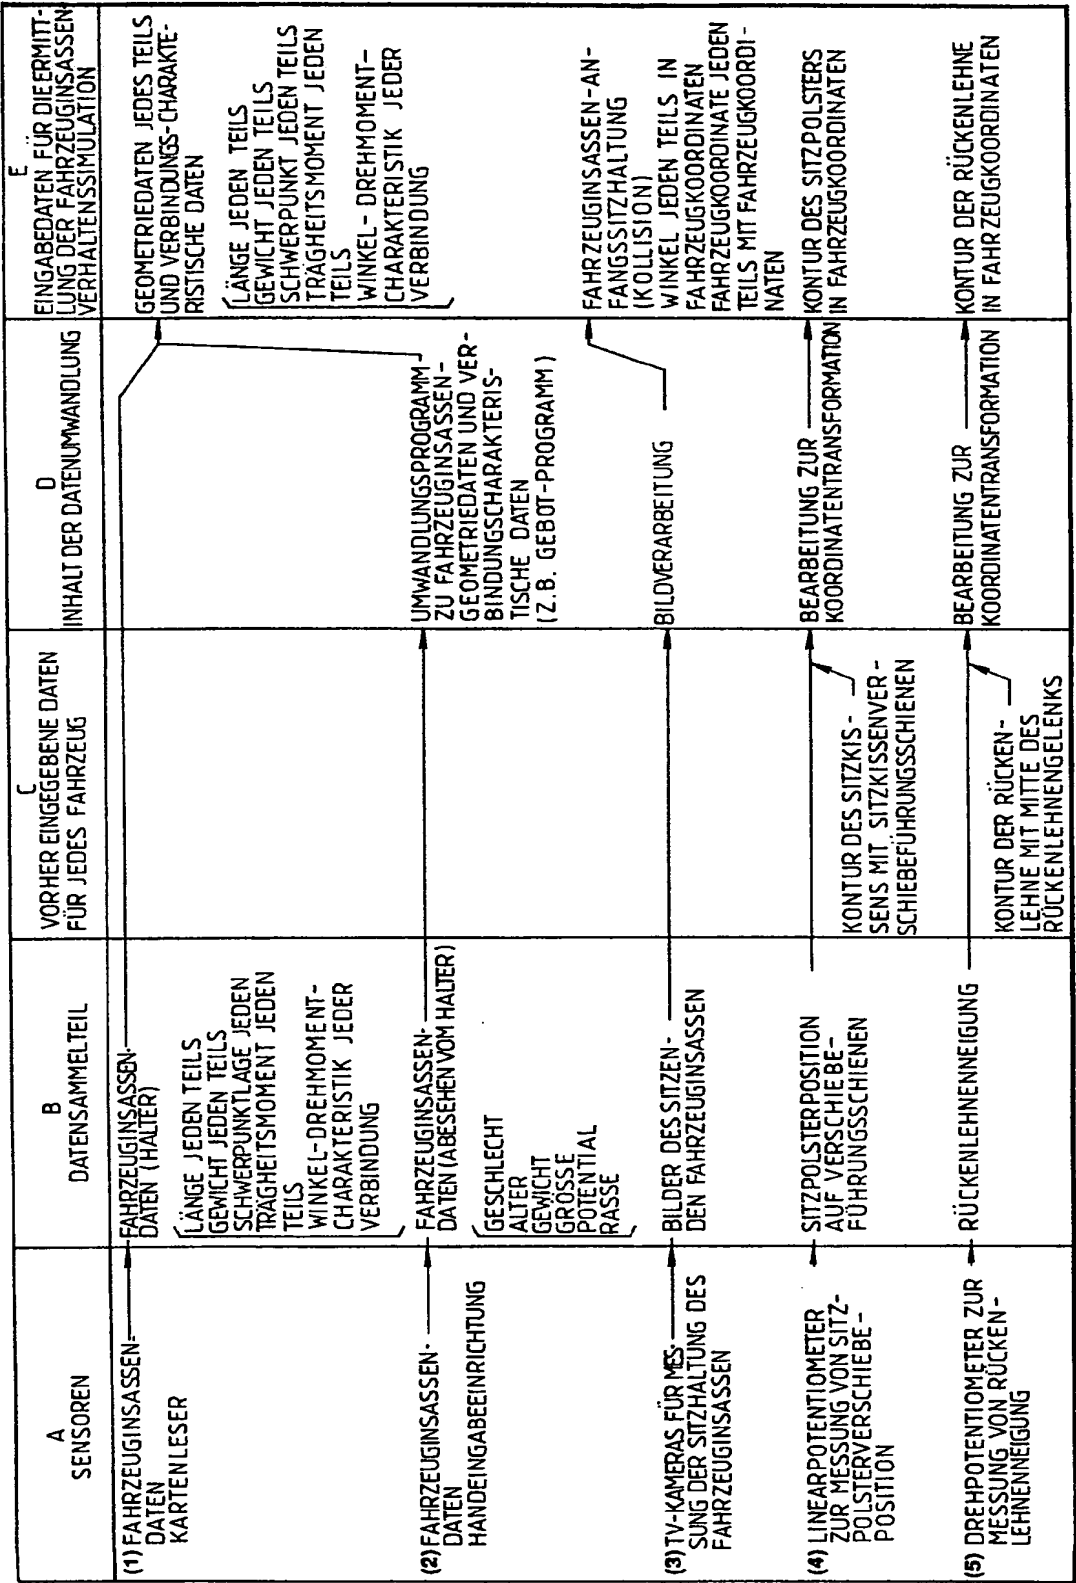 A
SENSOREN
B
DATENSAMMELTEIL
C
VORHER EINGEGEBENE DATEN
FÜR JEDES FAHRZEUG
D
INHALT DER DATENUMWANDLUNG
E
EINGABEDATEN FÜR DIE ERMITT-
LUNG DER FAHRZEUGINSASSEN-
VERHALTENSSIMULATION
(1) FAHRZEUGINSASSEN-
DATEN
KARTENLESER
FAHRZEUGINSASSEN-
DATEN (HALTER)
LÄNGE JEDEN TEILS
GEWICHT JEDEN TEILS
SCHWERPUNKTLAGE JEDEN
TRÄGHEITSMOMENT JEDEN
TEILS
WINKEL-DREHMOMENT-
CHARAKTERISTIK JEDER
VERBINDUNG
GEOMETRIEDATEN JEDES TEILS
UND VERBINDUNGS-CHARAKTE-
RISTISCHE DATEN
LÄNGE JEDEN TEILS
GEWICHT JEDEN TEILS
SCHWERPUNKT JEDEN TEILS
TRÄGHEITSMOMENT JEDEN
TEILS
WINKEL-DREHMOMENT-
CHARAKTERISTIK JEDER
VERBINDUNG
(2) FAHRZEUGINSASSEN-
DATEN
HANDEINGABEEINRICHTUNG
FAHRZEUGINSASSEN-
DATEN (ABESEHEN VOM HALTER)
GESCHLECHT
ALTER
GEWICHT
GRÖSSE
POTENTIAL
RASSE
UMWANDLUNGSPROGRAMM-
ZU FAHRZEUGINSASSEN-
GEOMETRIEDATEN UND VER-
BINDUNGSCHARAKTERIS-
TISCHE DATEN
(Z.B. GEBOT-PROGRAMM)
(3) TV-KAMERAS FÜR MES-
SUNG DER SITZHALTUNG DES
FAHRZEUGINSASSEN
BILDER DES SITZEN-
DEN FAHRZEUGINSASSEN
BILDVERARBEITUNG
FAHRZEUGINSASSEN-AN-
FANGSSITZHALTUNG
(KOLLISION)
WINKEL JEDEN TEILS IN
FAHRZEUGKOORDINATEN
FAHRZEUGKOORDINATE JEDEN
TEILS MIT FAHRZEUGKOORDI-
NATEN
(4) LINEARPOTENTIOMETER
ZUR MESSUNG VON SITZ-
POLSTERVERSCHIEBE-
POSITION
SITZPOLSTERPOSITION
AUF VERSCHIEBE-
FÜHRUNGSSCHIENEN
KONTUR DES SITZKIS-
SENS MIT SITZKISSENVER-
SCHIEBEFÜHRUNGSSCHIENEN
BEARBEITUNG ZUR
KOORDINATENTRANSFORMATION
KONTUR DES SITZPOLSTERS
IN FAHRZEUGKOORDINATEN
(5) DREHPOTENTIOMETER ZUR
MESSUNG VON RÜCKEN-
LEHNENNEIGUNG
RÜCKENLEHNENNEIGUNG
KONTUR DER RÜCKEN-
LEHNE MIT MITTE DES
RÜCKENLEHNENGELENKS
BEARBEITUNG ZUR
KOORDINATENTRANSFORMATION
KONTUR DER RÜCKENLEHNE
IN FAHRZEUGKOORDINATEN